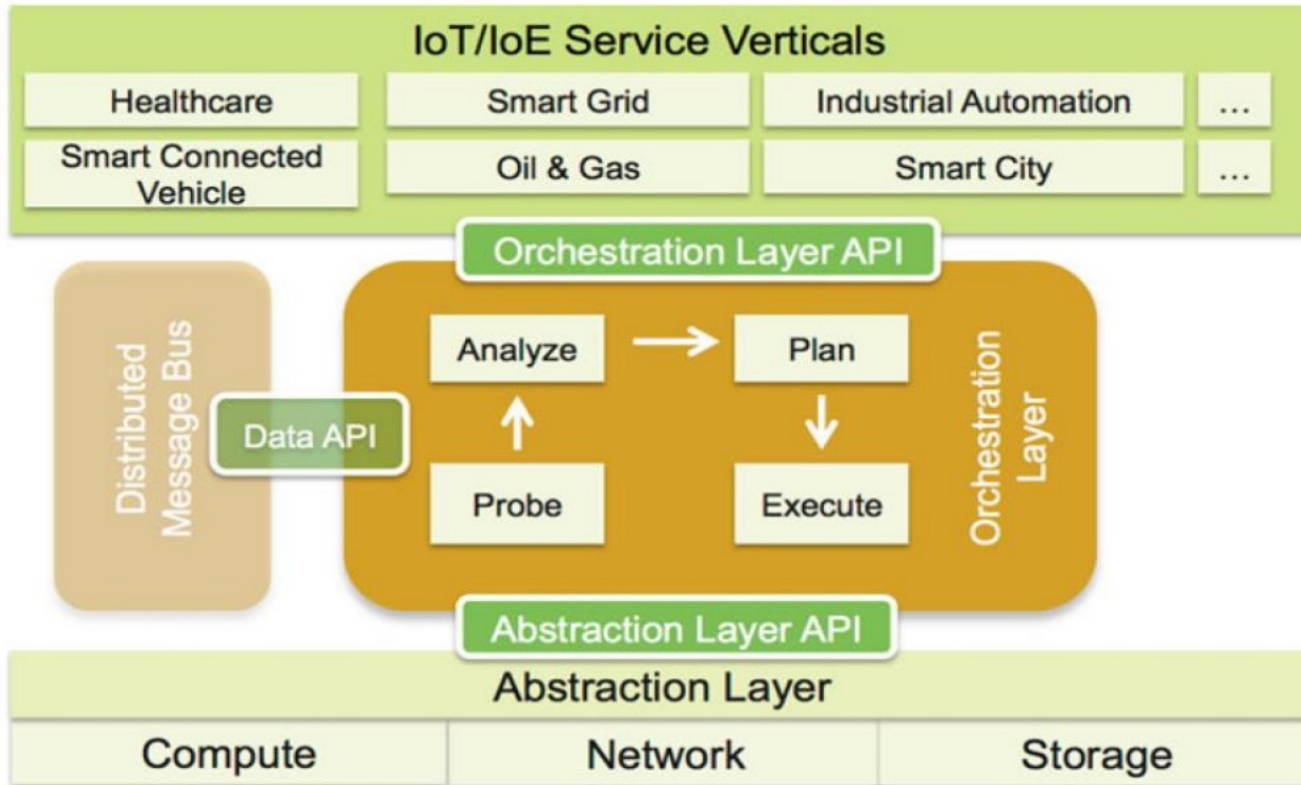 IoT/IoE Service Verticals
Healthcare
Smart Grid
Industrial Automation
...
Smart Connected
Vehicle
Oil & Gas
Smart City
...
Orchestration Layer API
Distributed
Message Bus
Data API
Analyze
Plan
Probe
Execute
Orchestration
Layer
Abstraction Layer API
Abstraction Layer
Compute
Network
Storage